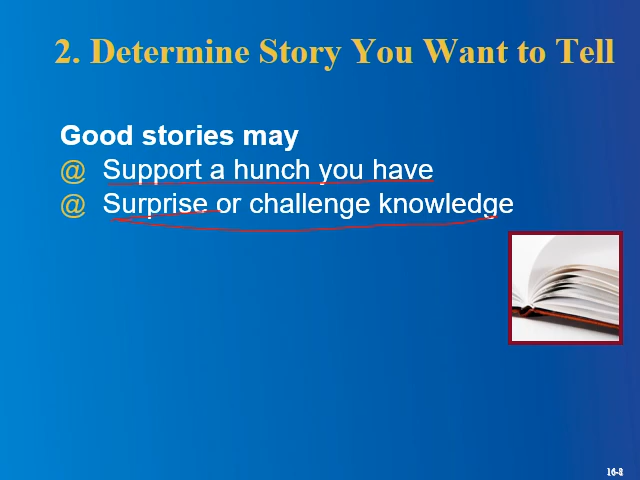 2. Determine Story You Want to Tell
Good stories may
@ Support a hunch you have
@ Surprise or challenge knowledge
16-8